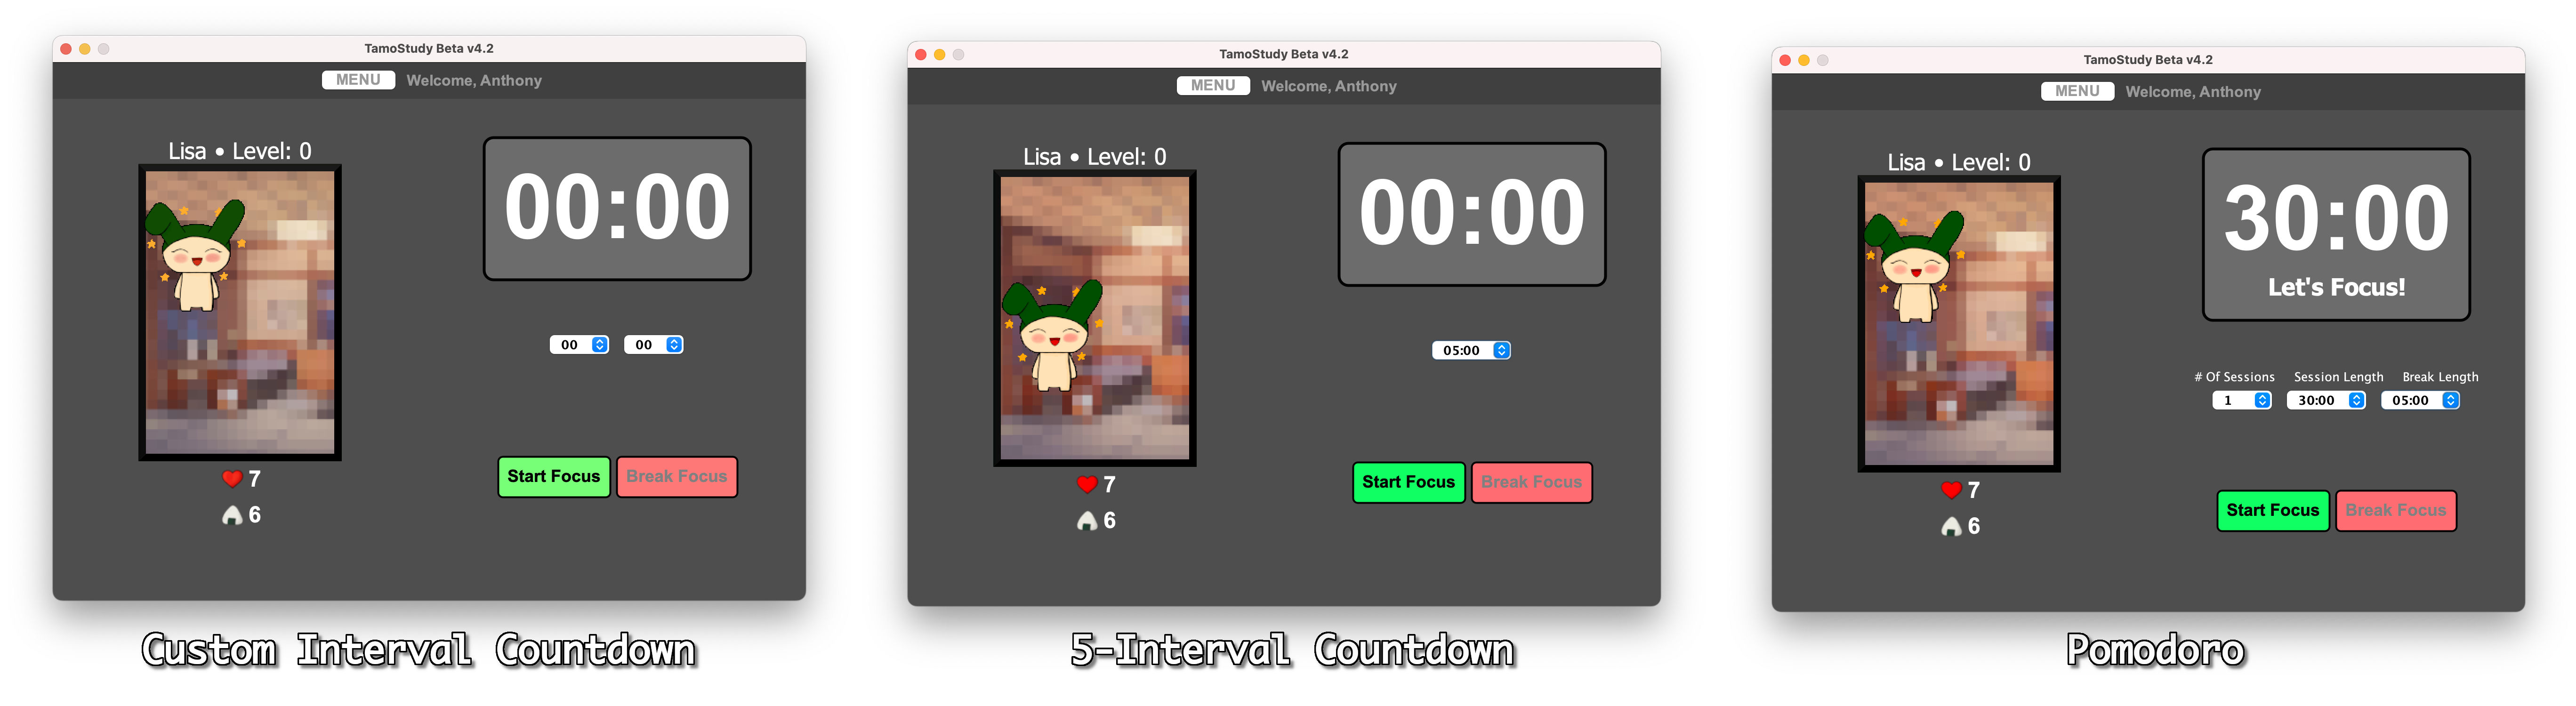 TamoStudy Beta v4.2
MENU Welcome, Anthony
Lisa • Level: 0
00:00
00 00
Start Focus Break Focus
7
6
Custom Interval Countdown
TamoStudy Beta v4.2
MENU Welcome, Anthony
Lisa • Level: 0
00:00
05:00
Start Focus Break Focus
7
6
5-Interval Countdown
TamoStudy Beta v4.2
MENU Welcome, Anthony
Lisa • Level: 0
30:00
Let's Focus!
# Of Sessions Session Length Break Length
1 30:00 05:00
Start Focus Break Focus
7
6
Pomodoro